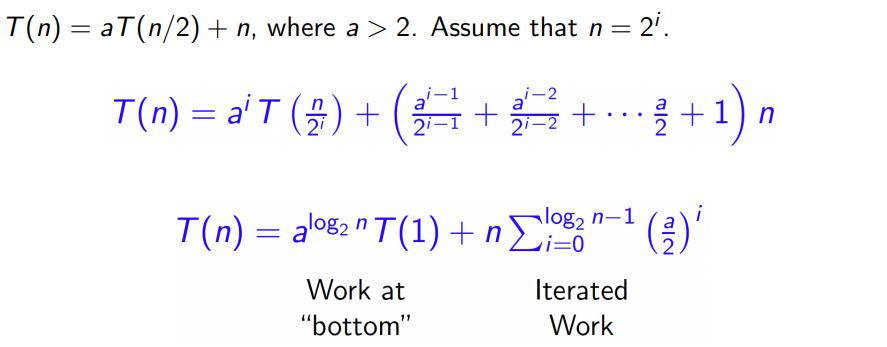 T(n) = aT(n/2) + n, where a > 2. Assume that n = 2^i.
T(n) = a^i T(n/2^i) + (a^{i−1}/2^{i−1} + a^{i−2}/2^{i−2} + ··· a/2 + 1) n
T(n) = a^{log₂ n} T(1) + n ∑_{i=0}^{log₂ n−1} (a/2)^i
Work at Iterated
“bottom” Work